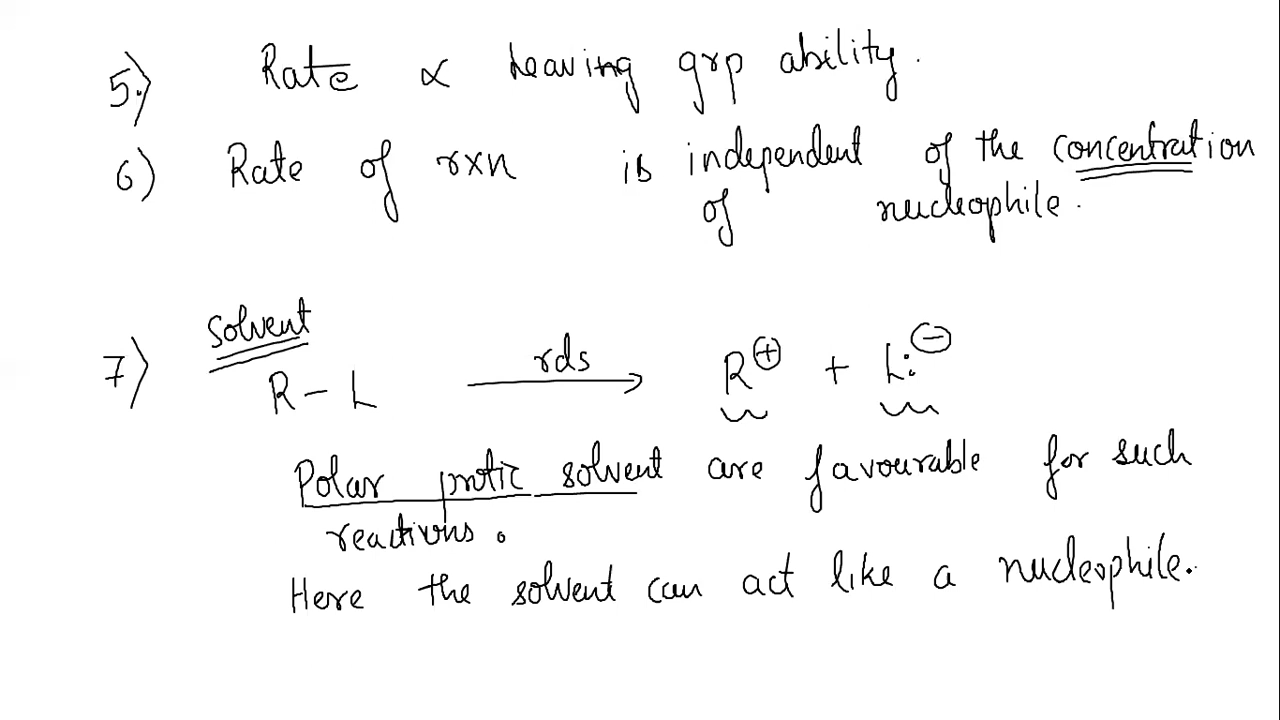 5.) Rate ∝ Leaving grp ability.
6) Rate of rxn is independent of the concentration
of nucleophile.
7) Solvent
R - L rds → R⊕ + L:⊖
Polar protic solvent are favourable for such
reactions.
Here the solvent can act like a nucleophile.